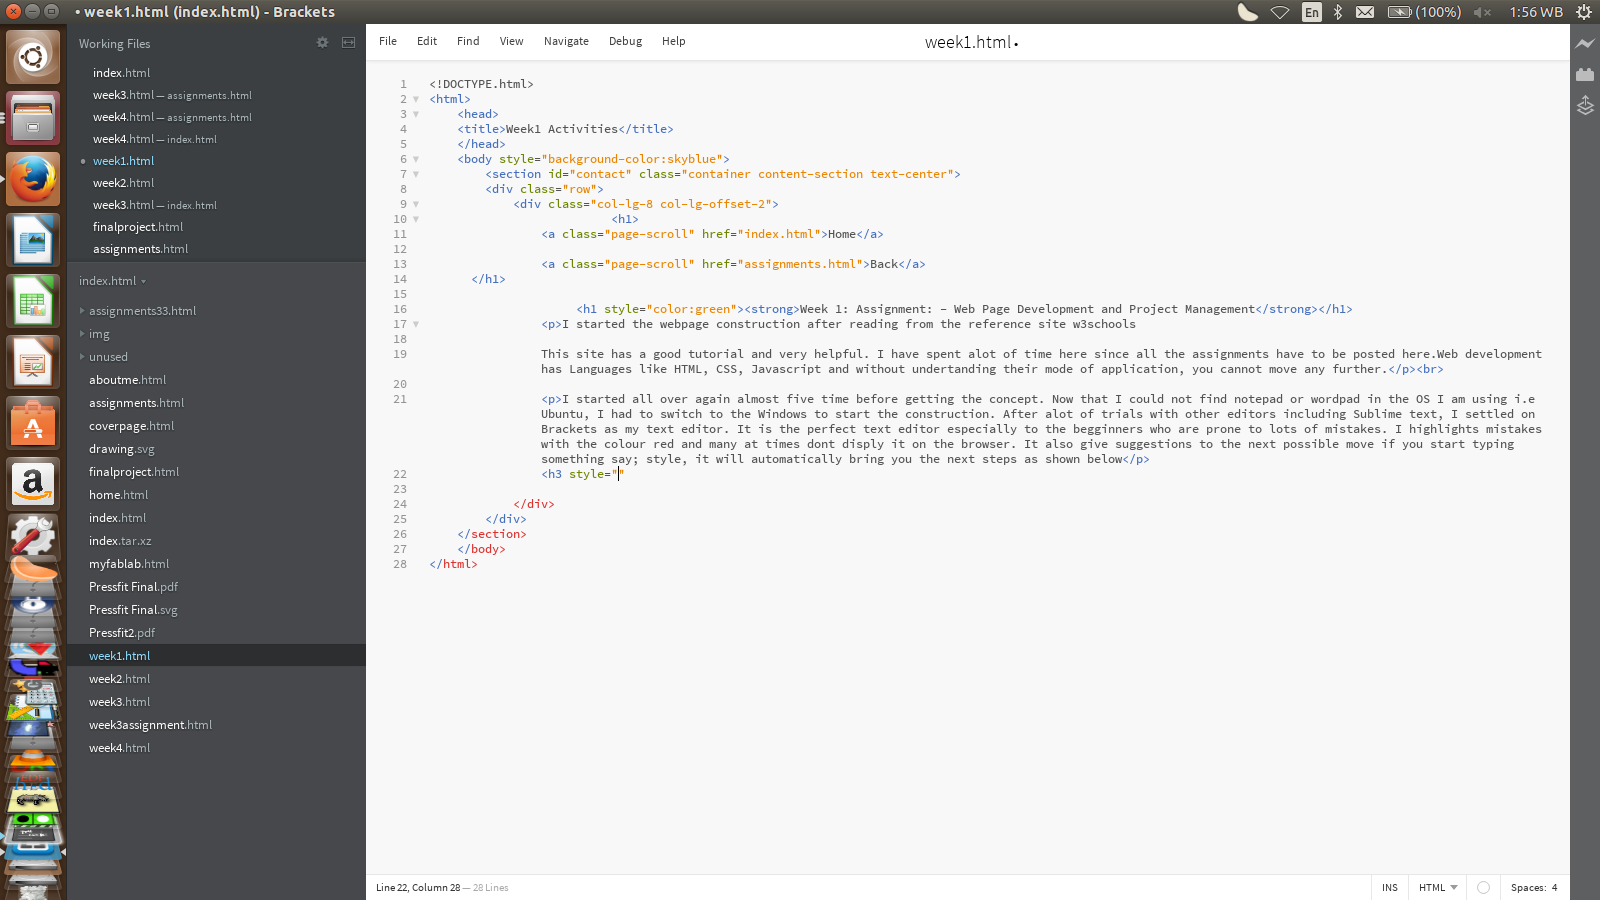 • week1.html (index.html) - Brackets
En
(100%)
1:56 WB
Working Files
index.html
week3.html — assignments.html
week4.html — assignments.html
week4.html — index.html
• week1.html
week2.html
week3.html — index.html
finalproject.html
assignments.html
index.html
assignments33.html
img
unused
aboutme.html
assignments.html
coverpage.html
drawing.svg
finalproject.html
home.html
index.html
index.tar.xz
myfablab.html
Pressfit Final.pdf
Pressfit Final.svg
Pressfit2.pdf
week1.html
week2.html
week3.html
week3assignment.html
week4.html
File Edit Find View Navigate Debug Help
week1.html •
1 <!DOCTYPE.html>
2 <html>
3 <head>
4 <title>Week1 Activities</title>
5 </head>
6 <body style="background-color:skyblue">
7 <section id="contact" class="container content-section text-center">
8 <div class="row">
9 <div class="col-lg-8 col-lg-offset-2">
10 <h1>
11 <a class="page-scroll" href="index.html">Home</a>
12
13 <a class="page-scroll" href="assignments.html">Back</a>
14 </h1>
15
16 <h1 style="color:green"><strong>Week 1: Assignment: - Web Page Development and Project Management</strong></h1>
17 <p>I started the webpage construction after reading from the reference site w3schools
18
19 This site has a good tutorial and very helpful. I have spent alot of time here since all the assignments have to be posted here.Web development
has Languages like HTML, CSS, Javascript and without undertanding their mode of application, you cannot move any further.</p><br>
20
21 <p>I started all over again almost five time before getting the concept. Now that I could not find notepad or wordpad in the OS I am using i.e
Ubuntu, I had to switch to the Windows to start the construction. After alot of trials with other editors including Sublime text, I settled on
Brackets as my text editor. It is the perfect text editor especially to the begginners who are prone to lots of mistakes. I highlights mistakes
with the colour red and many at times dont disply it on the browser. It also give suggestions to the next possible move if you start typing
something say; style, it will automatically bring you the next steps as shown below</p>
22 <h3 style=""
23
24 </div>
25 </div>
26 </section>
27 </body>
28 </html>
Line 22, Column 28 — 28 Lines
INS HTML Spaces: 4